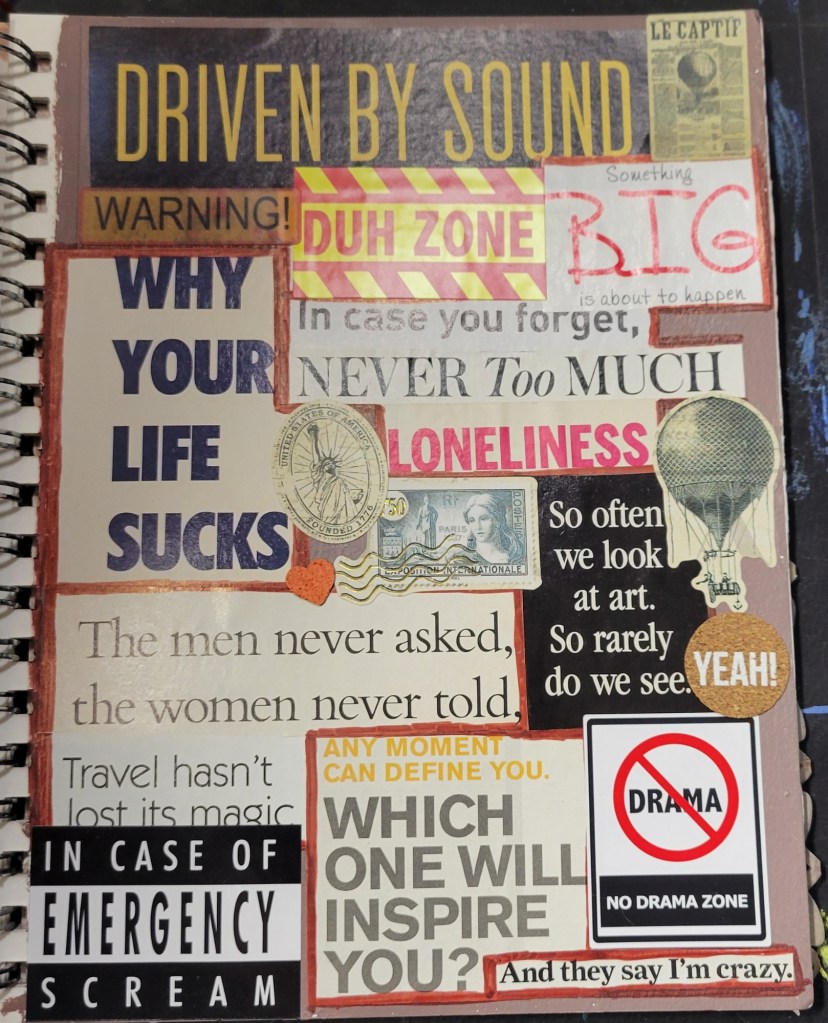 DRIVEN BY SOUND
LE CAPTIF
WARNING!
DUH ZONE
Something
BIG
is about to happen
WHY
YOUR
LIFE
SUCKS
In case you forget,
NEVER Too MUCH
LONELINESS
UNITED STATES OF AMERICA
FOUNDED 1776
50
RF
POSTES
PARIS
EXPOSITION INTERNATIONALE
So often
we look
at art.
So rarely
do we see.
YEAH!
The men never asked,
the women never told,
Travel hasn't
lost its magic
IN CASE OF
EMERGENCY
SCREAM
ANY MOMENT
CAN DEFINE YOU.
WHICH
ONE WILL
INSPIRE
YOU?
DRAMA
NO DRAMA ZONE
And they say I'm crazy.